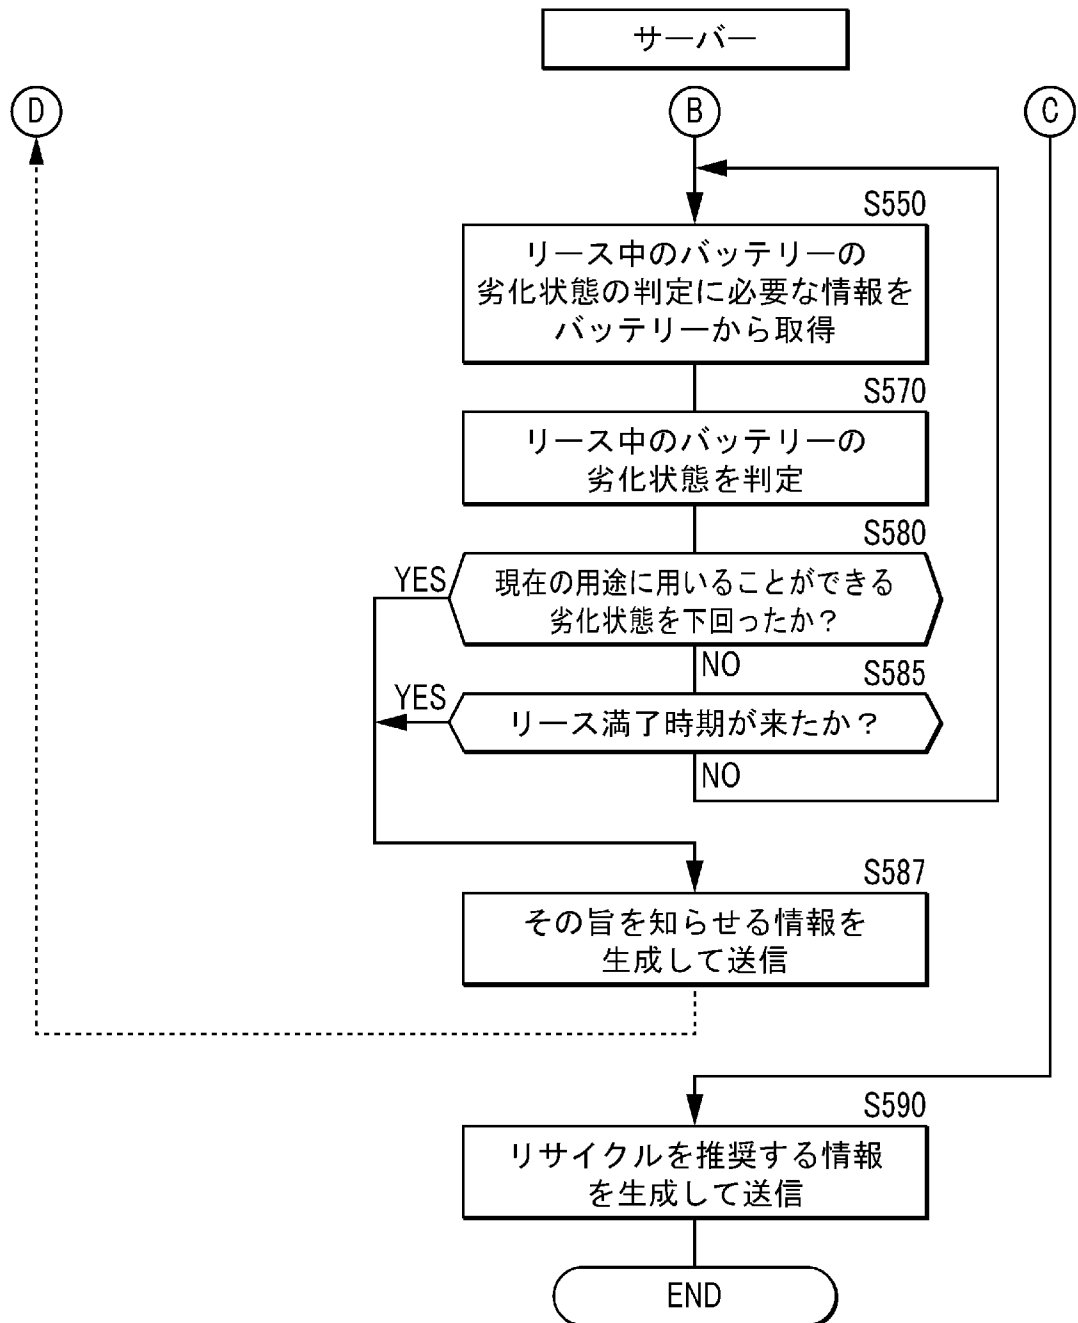 サーバー
D
B
C
S550
リース中のバッテリーの
劣化状態の判定に必要な情報を
バッテリーから取得
S570
リース中のバッテリーの
劣化状態を判定
S580
YES
現在の用途に用いることができる
劣化状態を下回ったか?
NO
S585
YES
リース満了時期が来たか?
NO
S587
その旨を知らせる情報を
生成して送信
S590
リサイクルを推奨する情報
を生成して送信
END